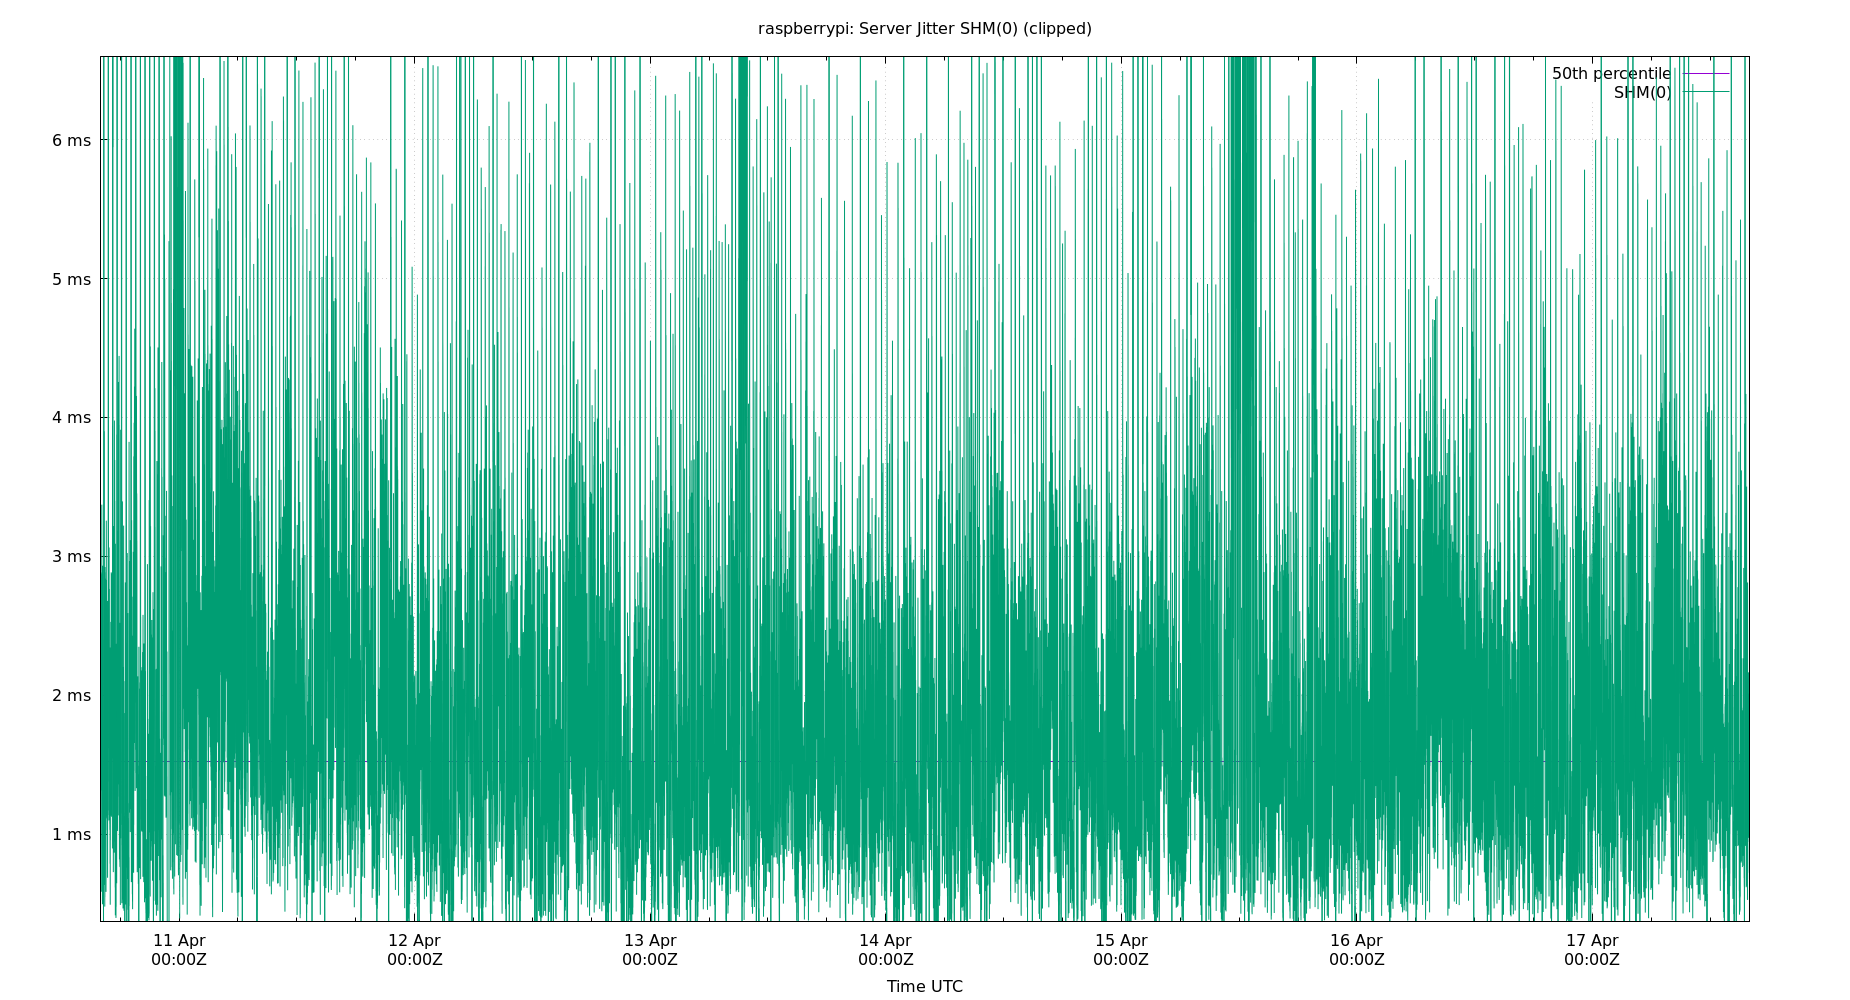 raspberrypi: Server Jitter SHM(0) (clipped)
50th percentile
SHM(0)
6 ms
5 ms
4 ms
3 ms
2 ms
1 ms
11 Apr 12 Apr 13 Apr 14 Apr 15 Apr 16 Apr 17 Apr
00:00Z 00:00Z 00:00Z 00:00Z 00:00Z 00:00Z 00:00Z
Time UTC